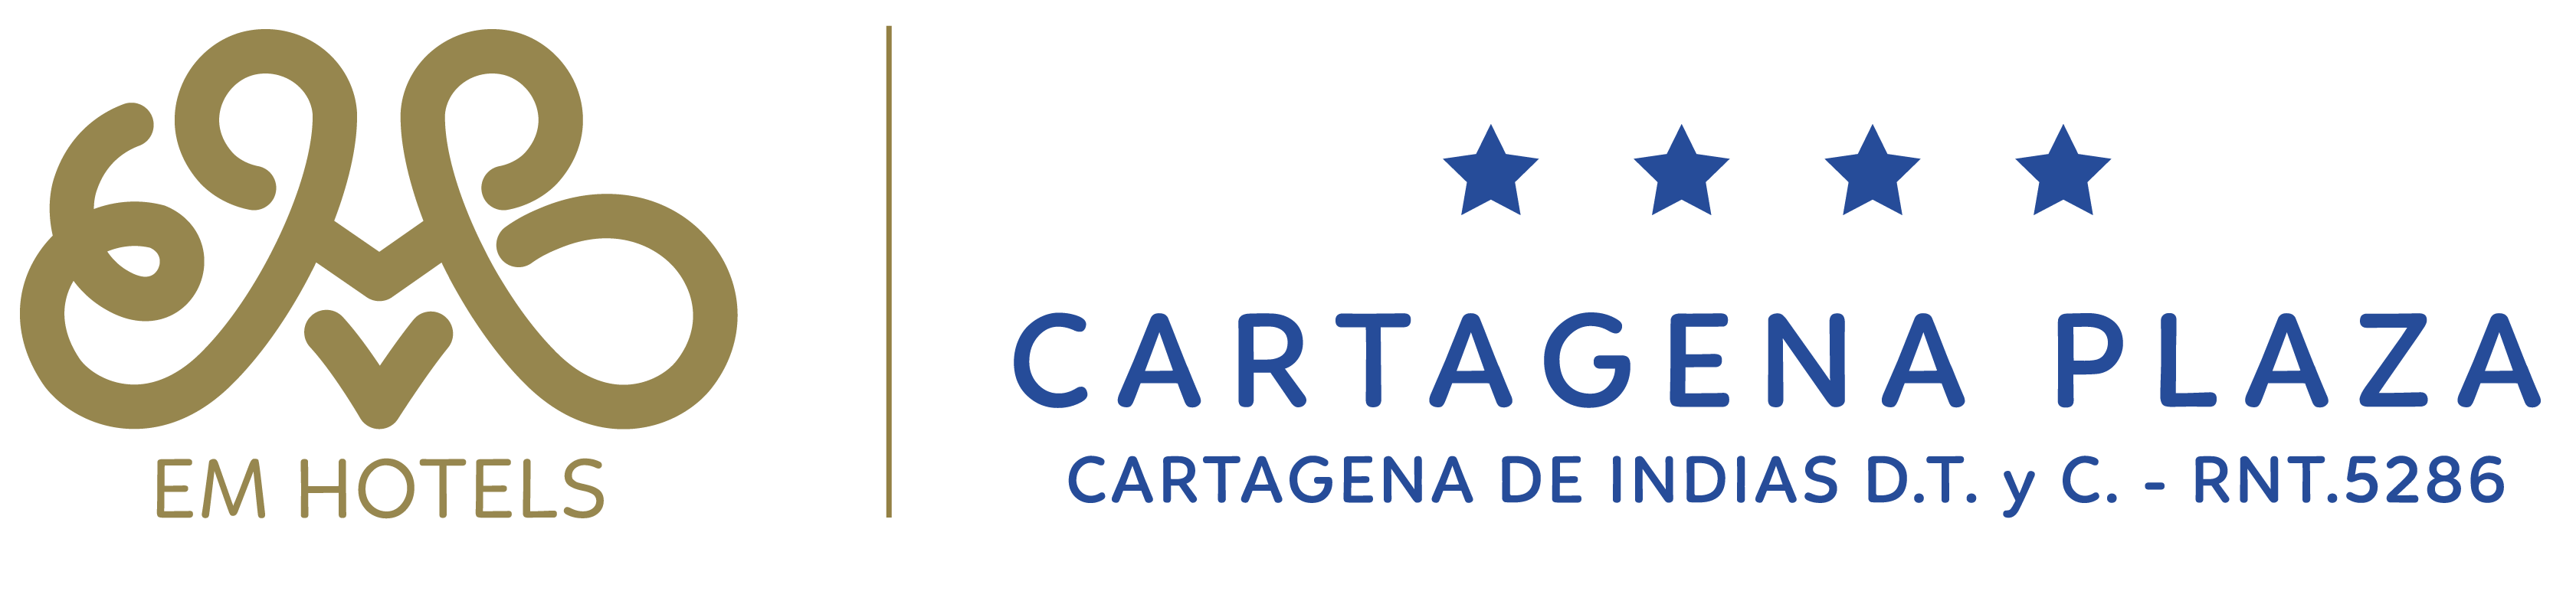 EM HOTELS
CARTAGENA PLAZA
CARTAGENA DE INDIAS D.T. y C. - RNT.5286